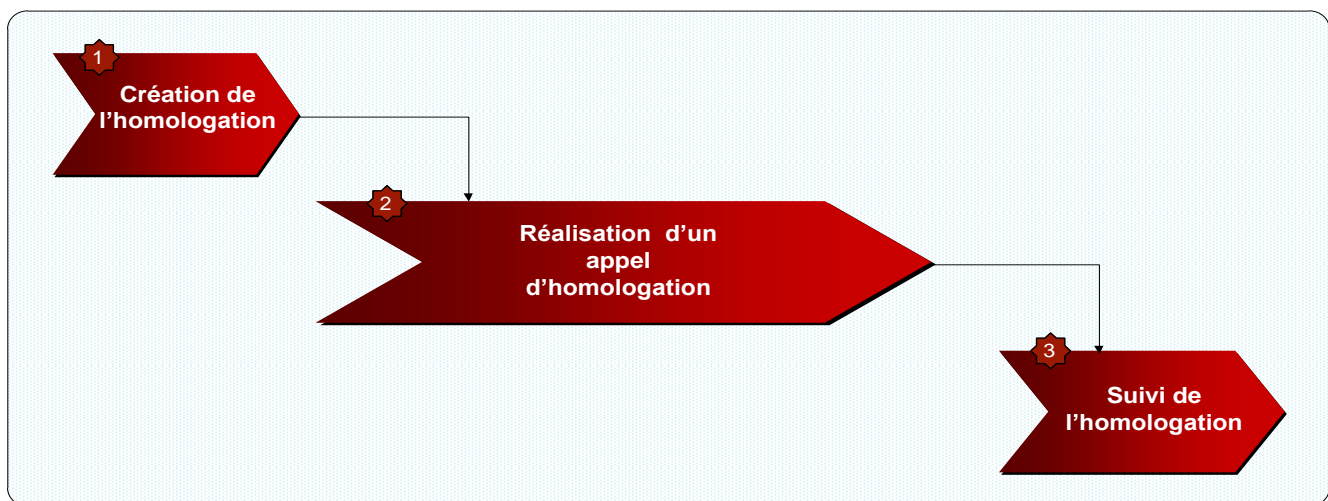 1
Création de
l’homologation
2
Réalisation d’un
appel
d’homologation
3
Suivi de
l’homologation